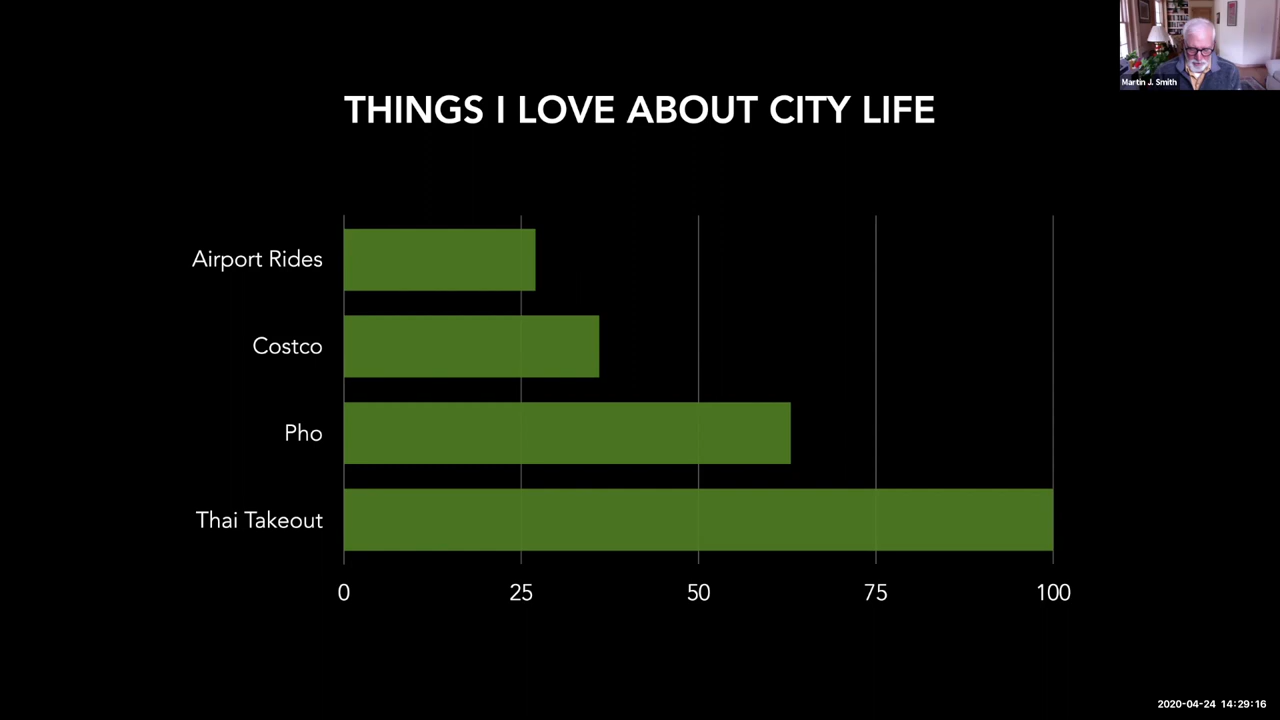 Martin J. Smith
THINGS I LOVE ABOUT CITY LIFE
Airport Rides
Costco
Pho
Thai Takeout
0 25 50 75 100
2020-04-24 14:29:16